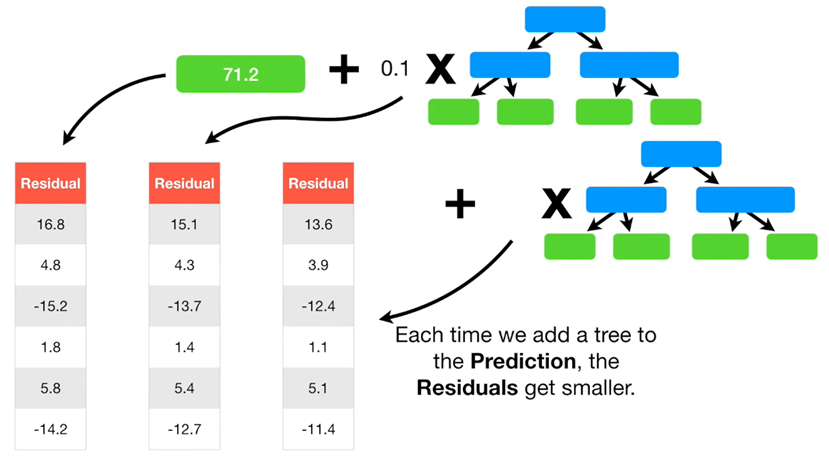 71.2 + 0.1 X
+ X
Residual Residual Residual
16.8 15.1 13.6
4.8 4.3 3.9
-15.2 -13.7 -12.4
1.8 1.4 1.1
5.8 5.4 5.1
-14.2 -12.7 -11.4
Each time we add a tree to
the Prediction, the
Residuals get smaller.